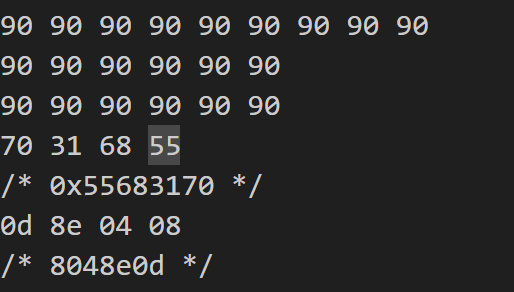 90 90 90 90 90 90 90 90 90
90 90 90 90 90 90
90 90 90 90 90 90
70 31 68 55
/* 0x55683170 */
0d 8e 04 08
/* 8048e0d */